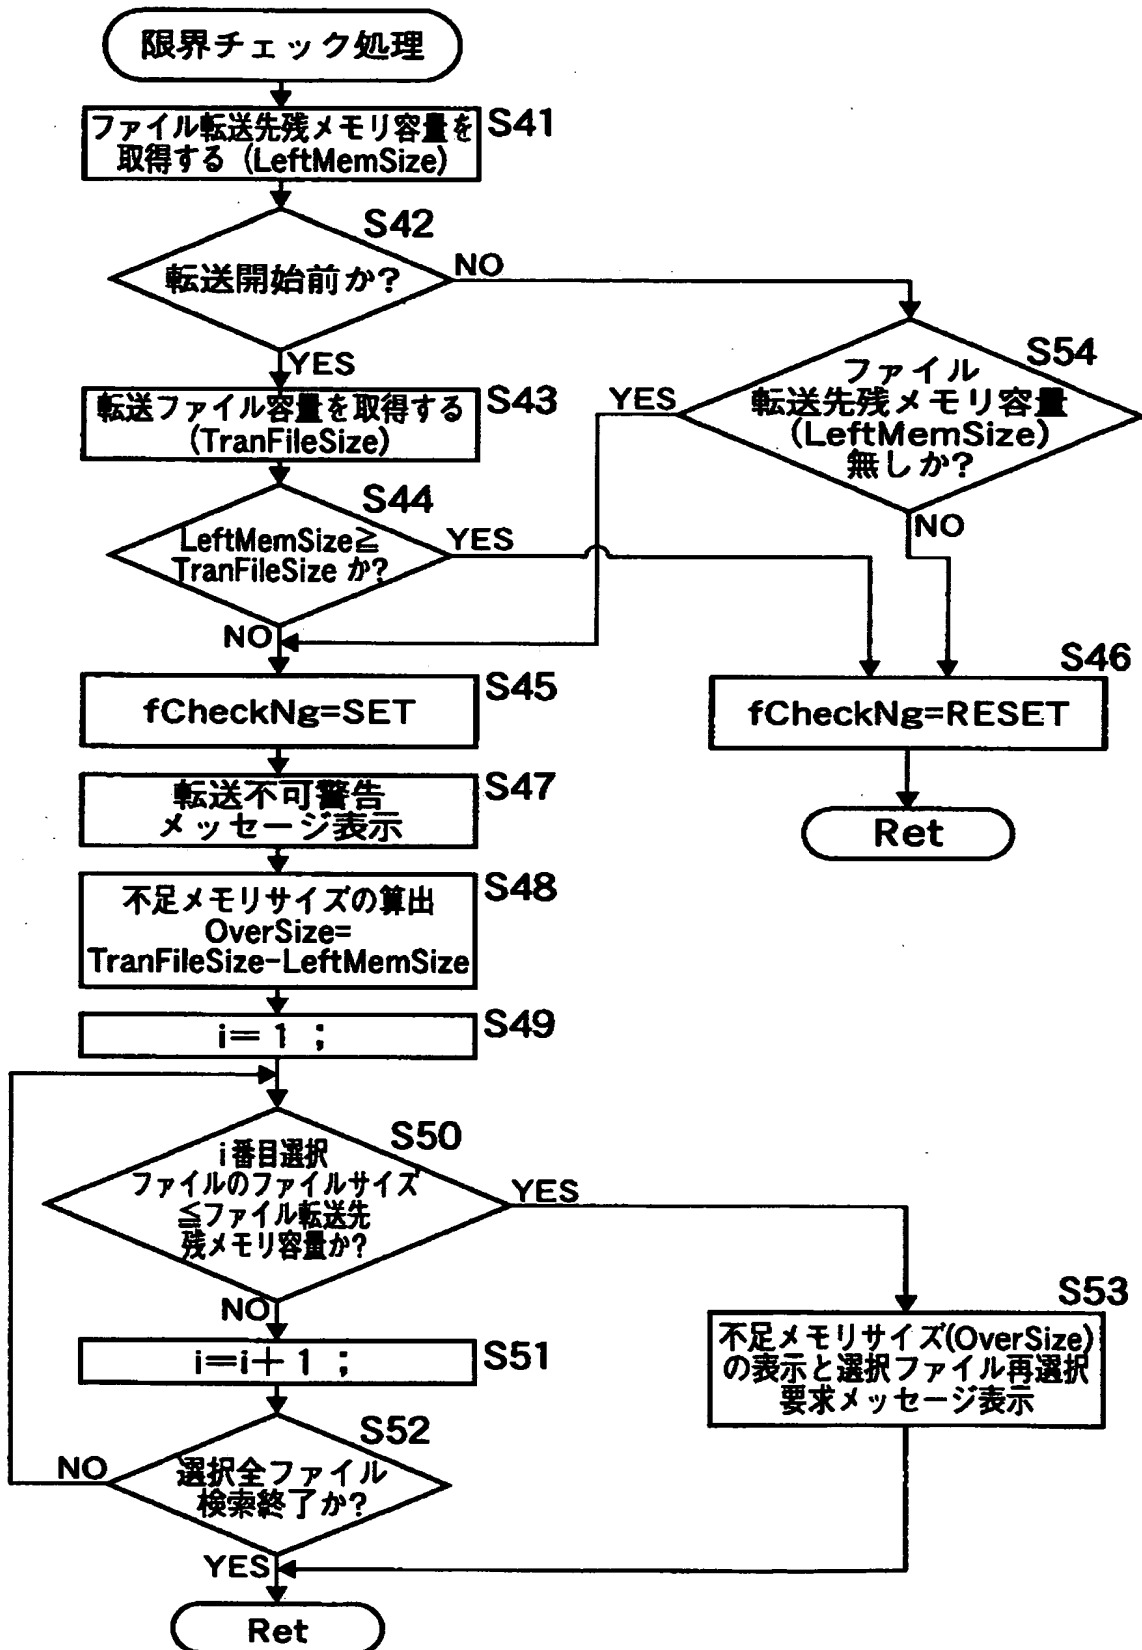 限界チェック処理
ファイル転送先残メモリ容量を
取得する (LeftMemSize)
S41
S42
転送開始前か?
NO
YES
S54
ファイル
転送先残メモリ容量
(LeftMemSize)
無しか?
YES
NO
転送ファイル容量を取得する
(TranFileSize)
S43
S44
LeftMemSize≧
TranFileSize か?
YES
NO
S45
fCheckNg=SET
S46
fCheckNg=RESET
Ret
転送不可警告
メッセージ表示
S47
不足メモリサイズの算出
OverSize=
TranFileSize-LeftMemSize
S48
i= 1 ;
S49
S50
i番目選択
ファイルのファイルサイズ
≦ファイル転送先
残メモリ容量か?
YES
NO
S53
不足メモリサイズ(OverSize)
の表示と選択ファイル再選択
要求メッセージ表示
i=i+ 1 ;
S51
S52
選択全ファイル
検索終了か?
NO
YES
Ret